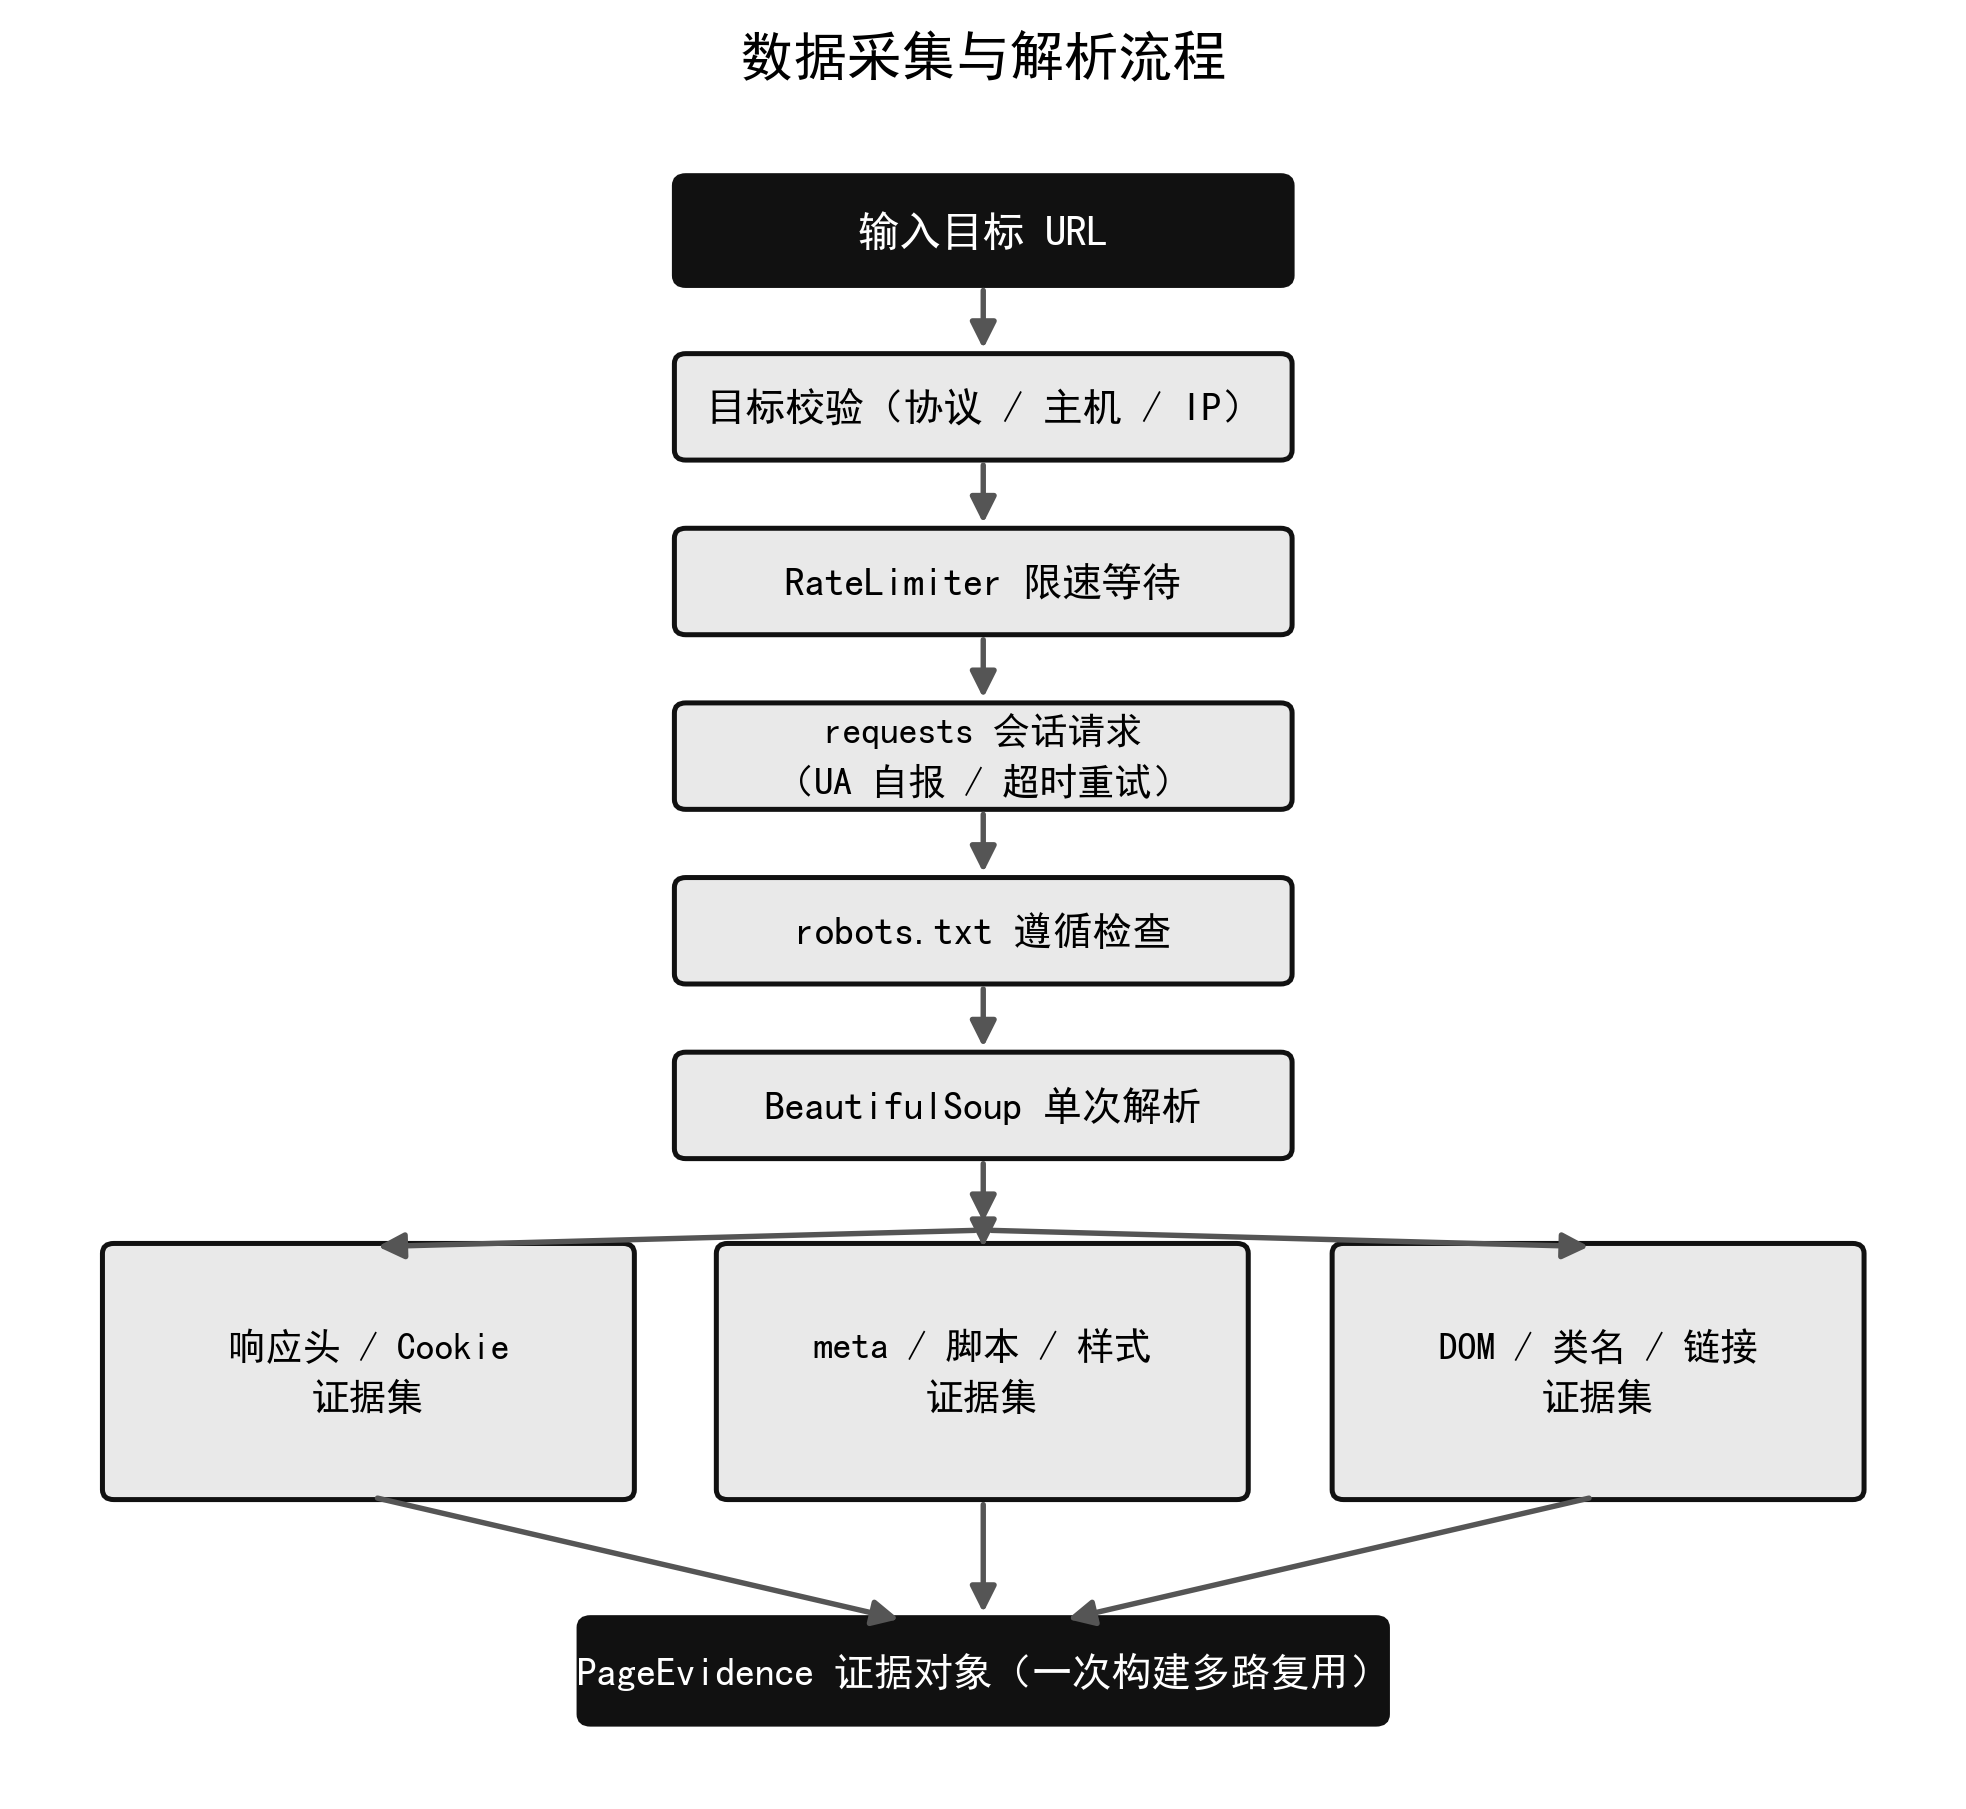 数据采集与解析流程
输入目标 URL
目标校验（协议 / 主机 / IP）
RateLimiter 限速等待
requests 会话请求
（UA 自报 / 超时重试）
robots.txt 遵循检查
BeautifulSoup 单次解析
响应头 / Cookie
证据集
meta / 脚本 / 样式
证据集
DOM / 类名 / 链接
证据集
PageEvidence 证据对象（一次构建多路复用）